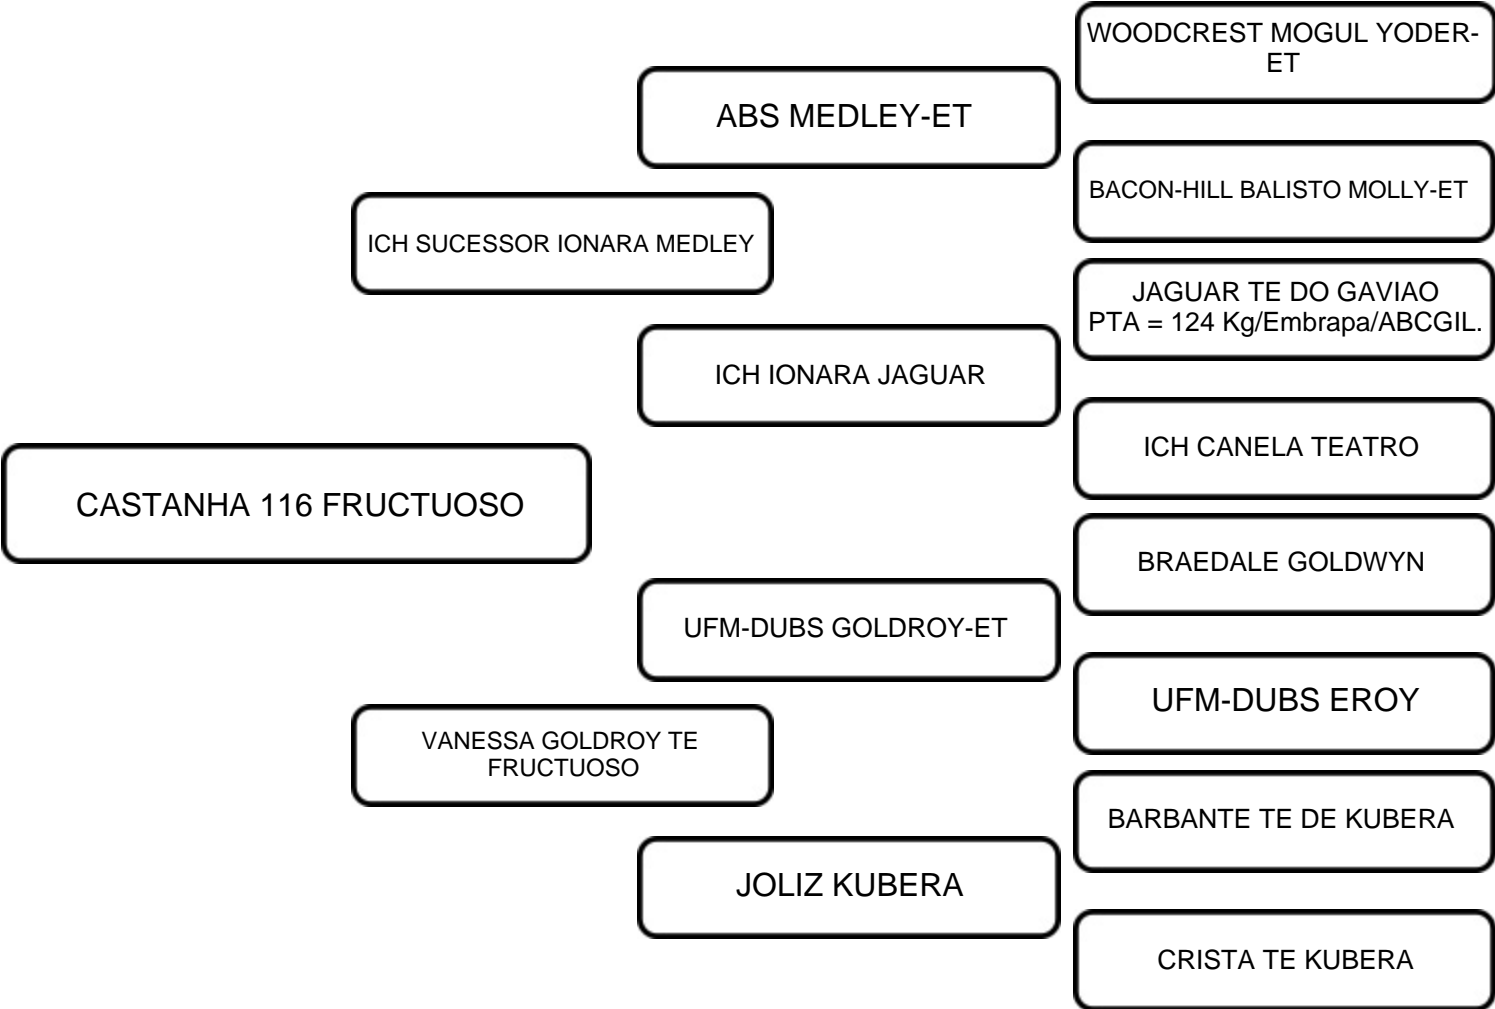 WOODCREST MOGUL YODER-
ET
ABS MEDLEY-ET
BACON-HILL BALISTO MOLLY-ET
ICH SUCESSOR IONARA MEDLEY
JAGUAR TE DO GAVIAO
PTA = 124 Kg/Embrapa/ABCGIL.
ICH IONARA JAGUAR
ICH CANELA TEATRO
CASTANHA 116 FRUCTUOSO
BRAEDALE GOLDWYN
UFM-DUBS GOLDROY-ET
UFM-DUBS EROY
VANESSA GOLDROY TE
FRUCTUOSO
BARBANTE TE DE KUBERA
JOLIZ KUBERA
CRISTA TE KUBERA